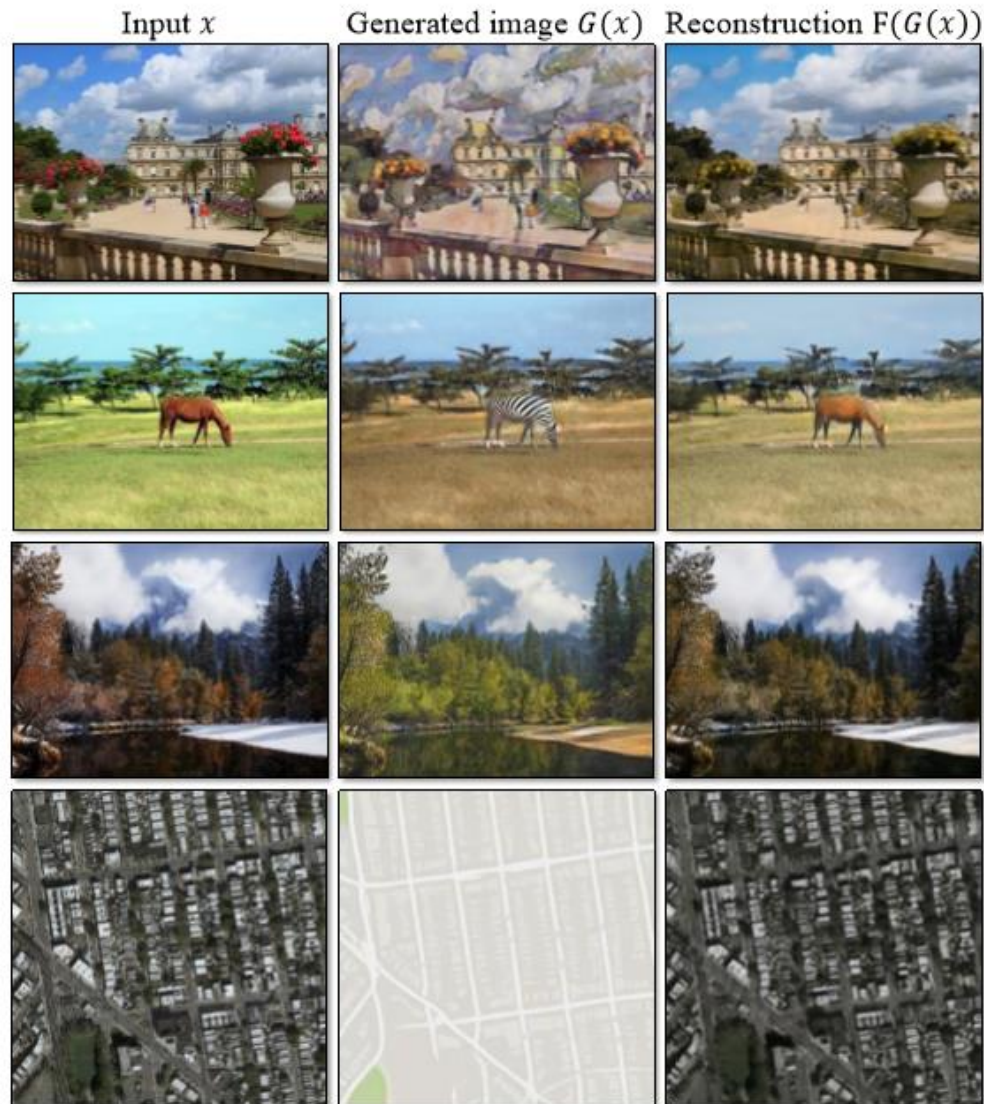 Input x
Generated image G(x)
Reconstruction F(G(x))